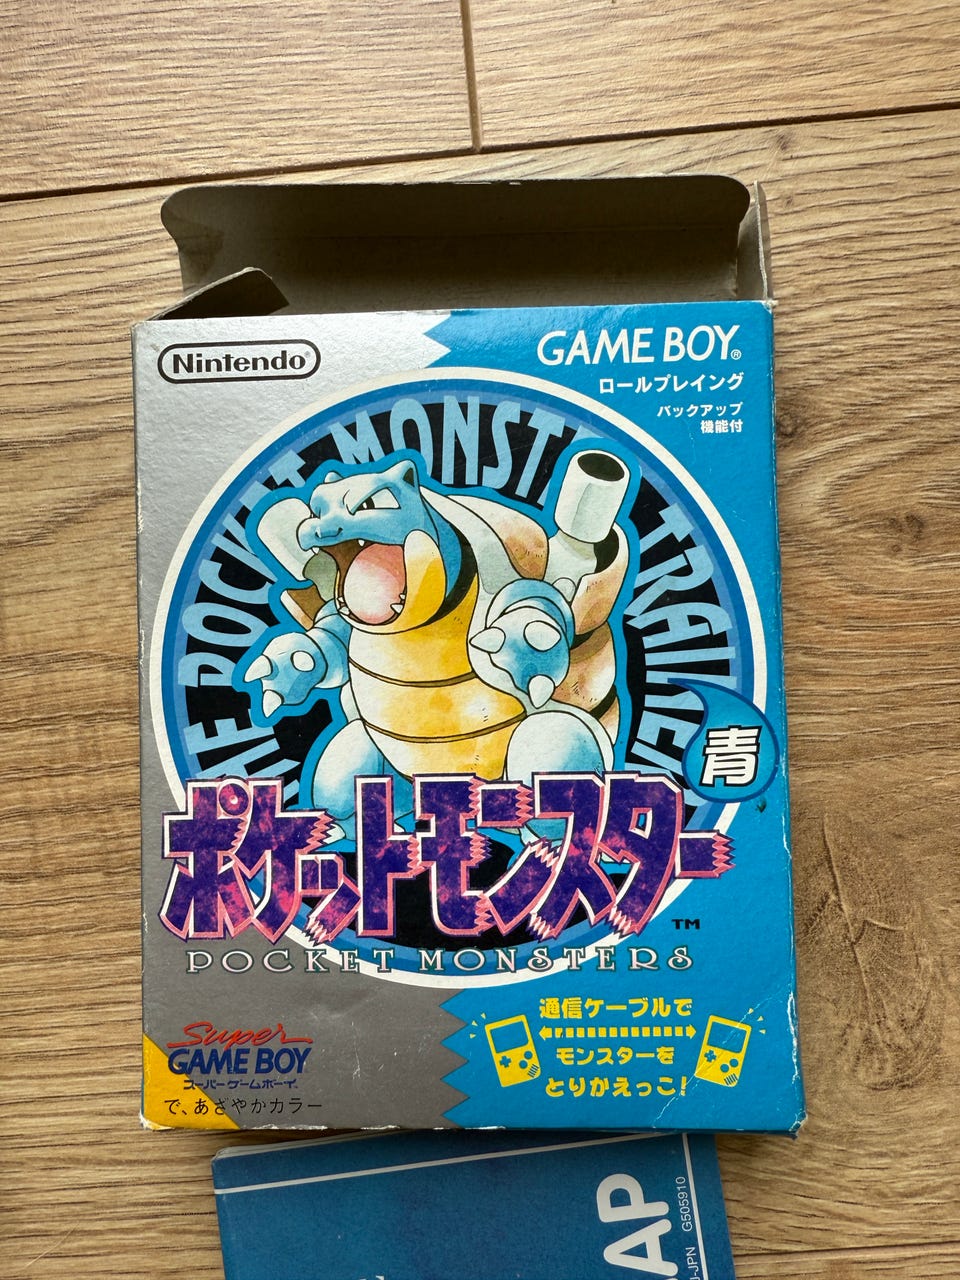 Nintendo
GAME BOY®
ロールプレイング
バックアップ
機能付
THE POCKET MONSTER TRAINER
青
ポケットモンスター
TM
POCKET MONSTERS
通信ケーブルで
モンスターを
とりかえっこ!
Super
GAME BOY
スーパーゲームボーイ
で、あざやかカラー
AP
J-JPN G505910